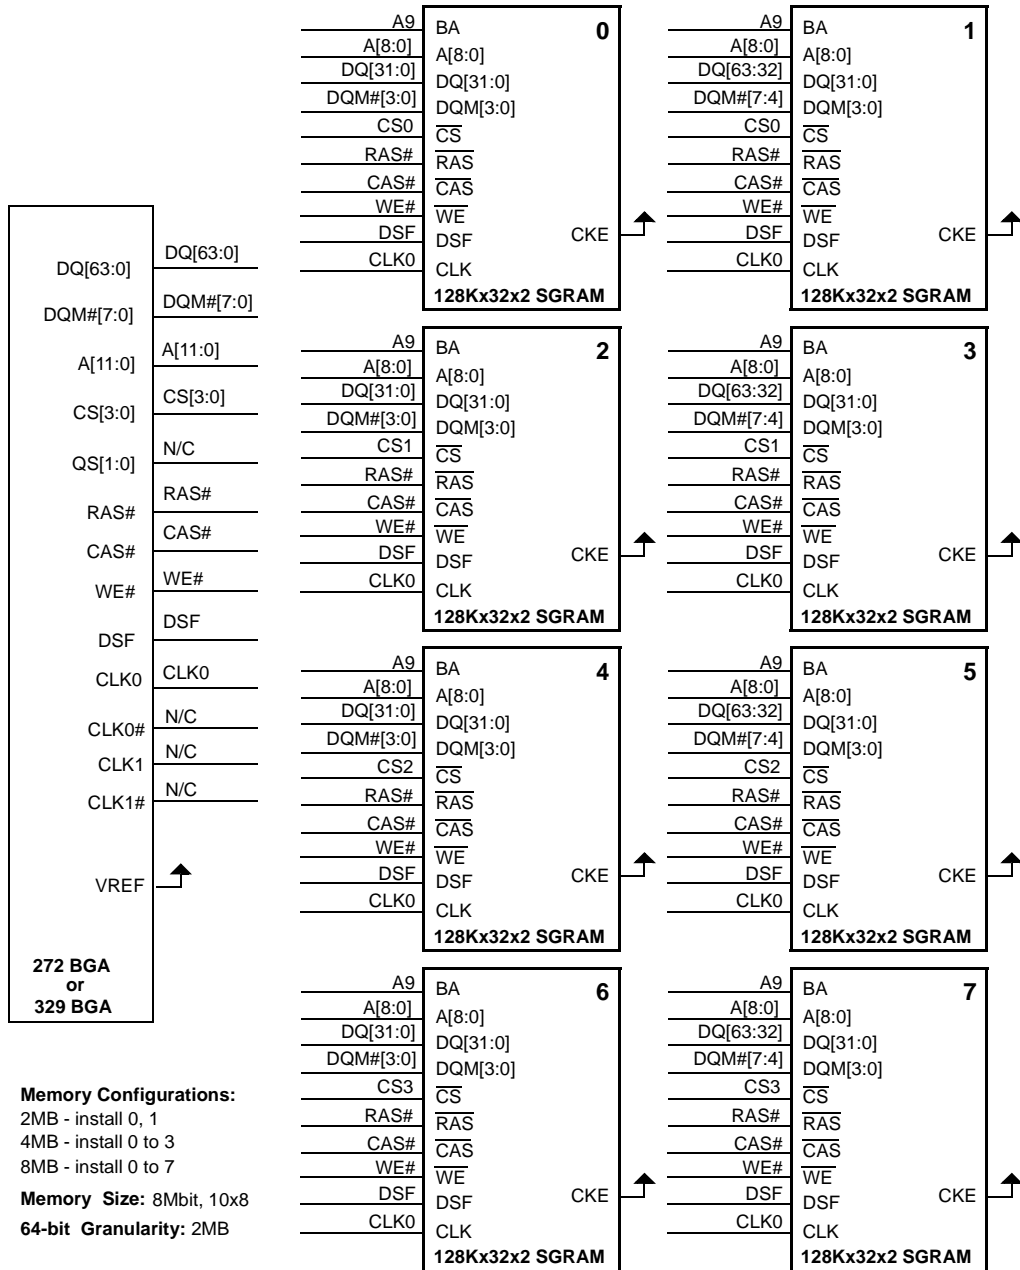 DQ[63:0] DQ[63:0]
DQM#[7:0] DQM#[7:0]
A[11:0] A[11:0]
CS[3:0] CS[3:0]
QS[1:0] N/C
RAS# RAS#
CAS# CAS#
WE# WE#
DSF DSF
CLK0 CLK0
CLK0# N/C
CLK1 N/C
CLK1# N/C
VREF
272 BGA
or
329 BGA
A9 BA 0
A[8:0] A[8:0]
DQ[31:0] DQ[31:0]
DQM#[3:0] DQM[3:0]
CS0 CS
RAS# RAS
CAS# CAS
WE# WE
DSF DSF CKE
CLK0 CLK
128Kx32x2 SGRAM
A9 BA 1
A[8:0] A[8:0]
DQ[63:32] DQ[31:0]
DQM#[7:4] DQM[3:0]
CS0 CS
RAS# RAS
CAS# CAS
WE# WE
DSF DSF CKE
CLK0 CLK
128Kx32x2 SGRAM
A9 BA 2
A[8:0] A[8:0]
DQ[31:0] DQ[31:0]
DQM#[3:0] DQM[3:0]
CS1 CS
RAS# RAS
CAS# CAS
WE# WE
DSF DSF CKE
CLK0 CLK
128Kx32x2 SGRAM
A9 BA 3
A[8:0] A[8:0]
DQ[63:32] DQ[31:0]
DQM#[7:4] DQM[3:0]
CS1 CS
RAS# RAS
CAS# CAS
WE# WE
DSF DSF CKE
CLK0 CLK
128Kx32x2 SGRAM
A9 BA 4
A[8:0] A[8:0]
DQ[31:0] DQ[31:0]
DQM#[3:0] DQM[3:0]
CS2 CS
RAS# RAS
CAS# CAS
WE# WE
DSF DSF CKE
CLK0 CLK
128Kx32x2 SGRAM
A9 BA 5
A[8:0] A[8:0]
DQ[63:32] DQ[31:0]
DQM#[7:4] DQM[3:0]
CS2 CS
RAS# RAS
CAS# CAS
WE# WE
DSF DSF CKE
CLK0 CLK
128Kx32x2 SGRAM
A9 BA 6
A[8:0] A[8:0]
DQ[31:0] DQ[31:0]
DQM#[3:0] DQM[3:0]
CS3 CS
RAS# RAS
CAS# CAS
WE# WE
DSF DSF CKE
CLK0 CLK
128Kx32x2 SGRAM
A9 BA 7
A[8:0] A[8:0]
DQ[63:32] DQ[31:0]
DQM#[7:4] DQM[3:0]
CS3 CS
RAS# RAS
CAS# CAS
WE# WE
DSF DSF CKE
CLK0 CLK
128Kx32x2 SGRAM
Memory Configurations:
2MB - install 0, 1
4MB - install 0 to 3
8MB - install 0 to 7
Memory Size: 8Mbit, 10x8
64-bit Granularity: 2MB